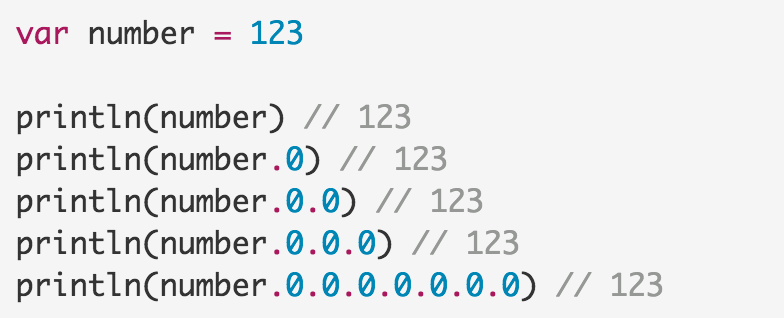 var number = 123
println(number) // 123
println(number.0) // 123
println(number.0.0) // 123
println(number.0.0.0) // 123
println(number.0.0.0.0.0.0.0) // 123